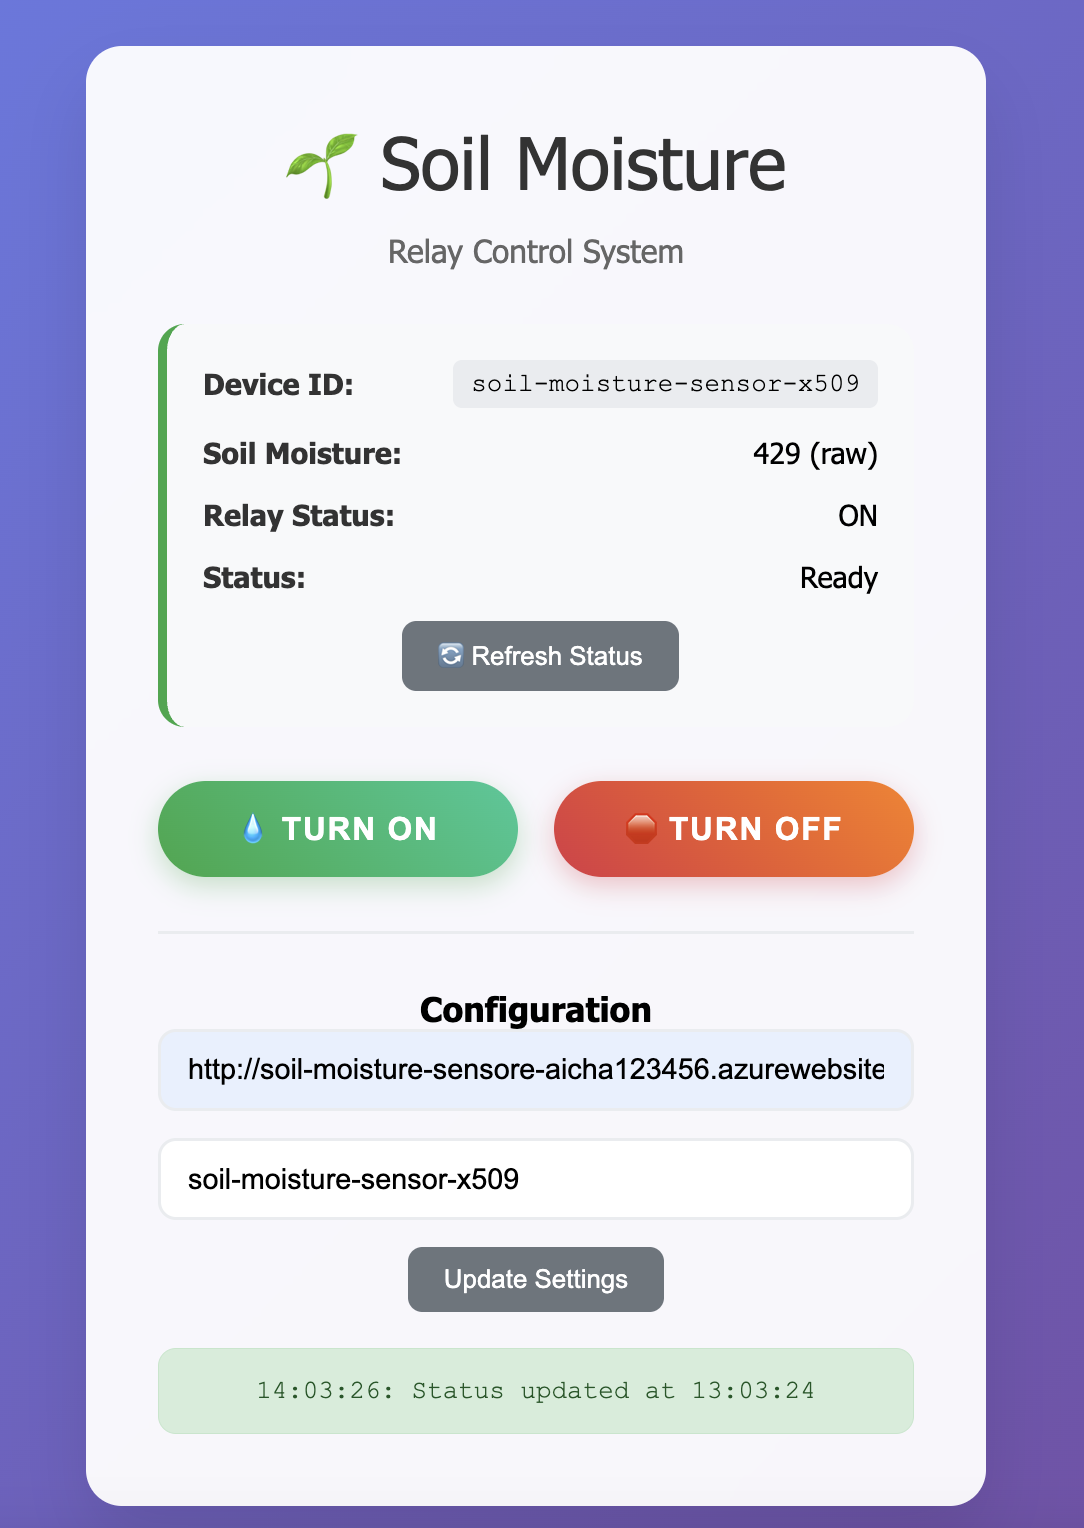 Soil Moisture
Relay Control System
Device ID: soil-moisture-sensor-x509
Soil Moisture: 429 (raw)
Relay Status: ON
Status: Ready
Refresh Status
TURN ON
TURN OFF
Configuration
http://soil-moisture-sensore-aicha123456.azurewebsite
soil-moisture-sensor-x509
Update Settings
14:03:26: Status updated at 13:03:24